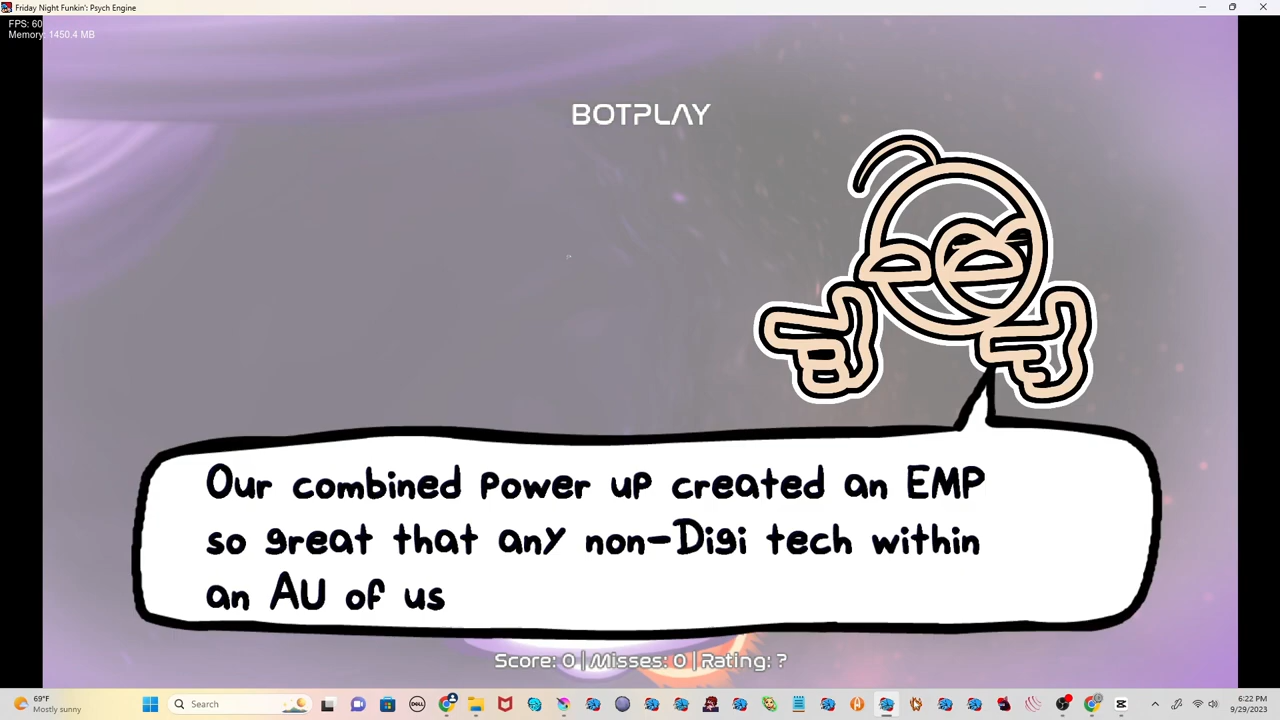 Friday Night Funkin': Psych Engine
FPS: 60
Memory: 1450.4 MB
BOTPLAY
Our combined power up created an EMP
so great that any non-Digi tech within
an AU of us
Score: 0 | Misses: 0 | Rating: ?
69°F
Mostly sunny
Search
DELL
6:22 PM
9/29/2023